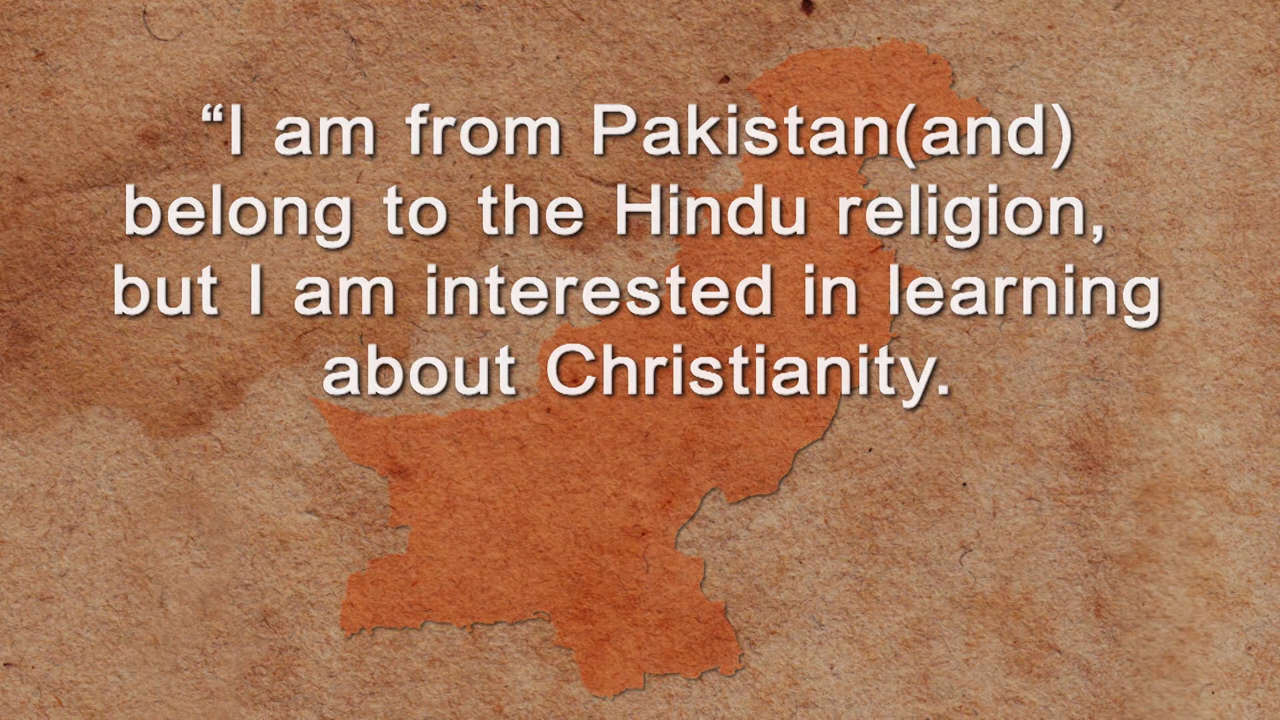 “I am from Pakistan(and)
belong to the Hindu religion,
but I am interested in learning
about Christianity.